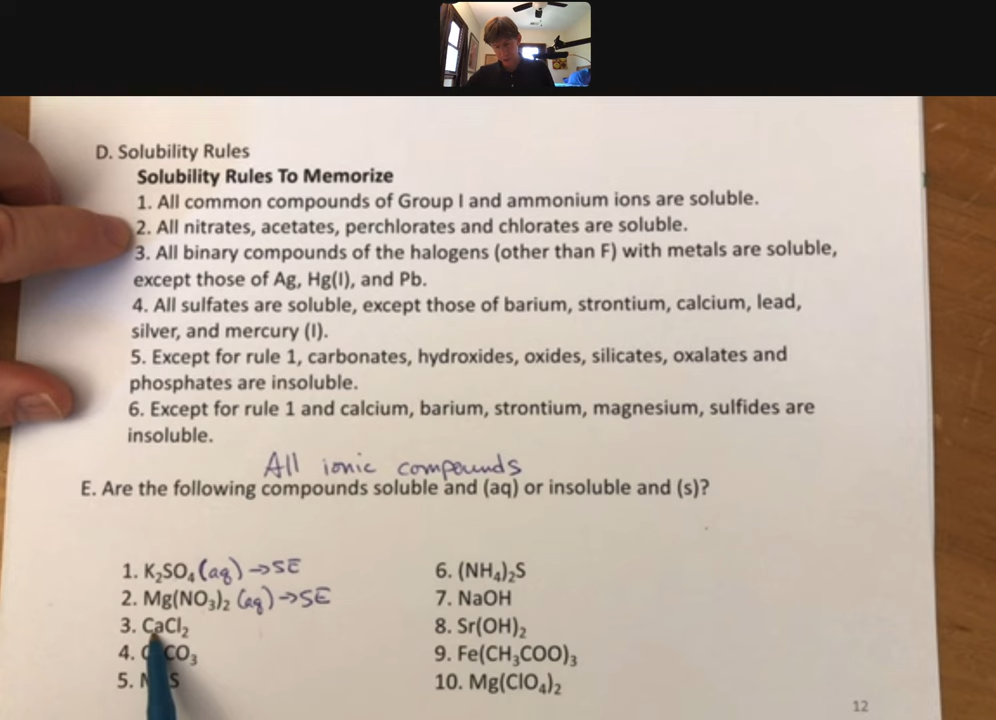 D. Solubility Rules
Solubility Rules To Memorize
1. All common compounds of Group I and ammonium ions are soluble.
2. All nitrates, acetates, perchlorates and chlorates are soluble.
3. All binary compounds of the halogens (other than F) with metals are soluble,
except those of Ag, Hg(I), and Pb.
4. All sulfates are soluble, except those of barium, strontium, calcium, lead,
silver, and mercury (I).
5. Except for rule 1, carbonates, hydroxides, oxides, silicates, oxalates and
phosphates are insoluble.
6. Except for rule 1 and calcium, barium, strontium, magnesium, sulfides are
insoluble.
All ionic compounds
E. Are the following compounds soluble and (aq) or insoluble and (s)?
1. K₂SO₄ (aq) → SE
2. Mg(NO₃)₂ (aq) → SE
3. CaCl₂
4. CO₃
5. S
6. (NH₄)₂S
7. NaOH
8. Sr(OH)₂
9. Fe(CH₃COO)₃
10. Mg(ClO₄)₂
12